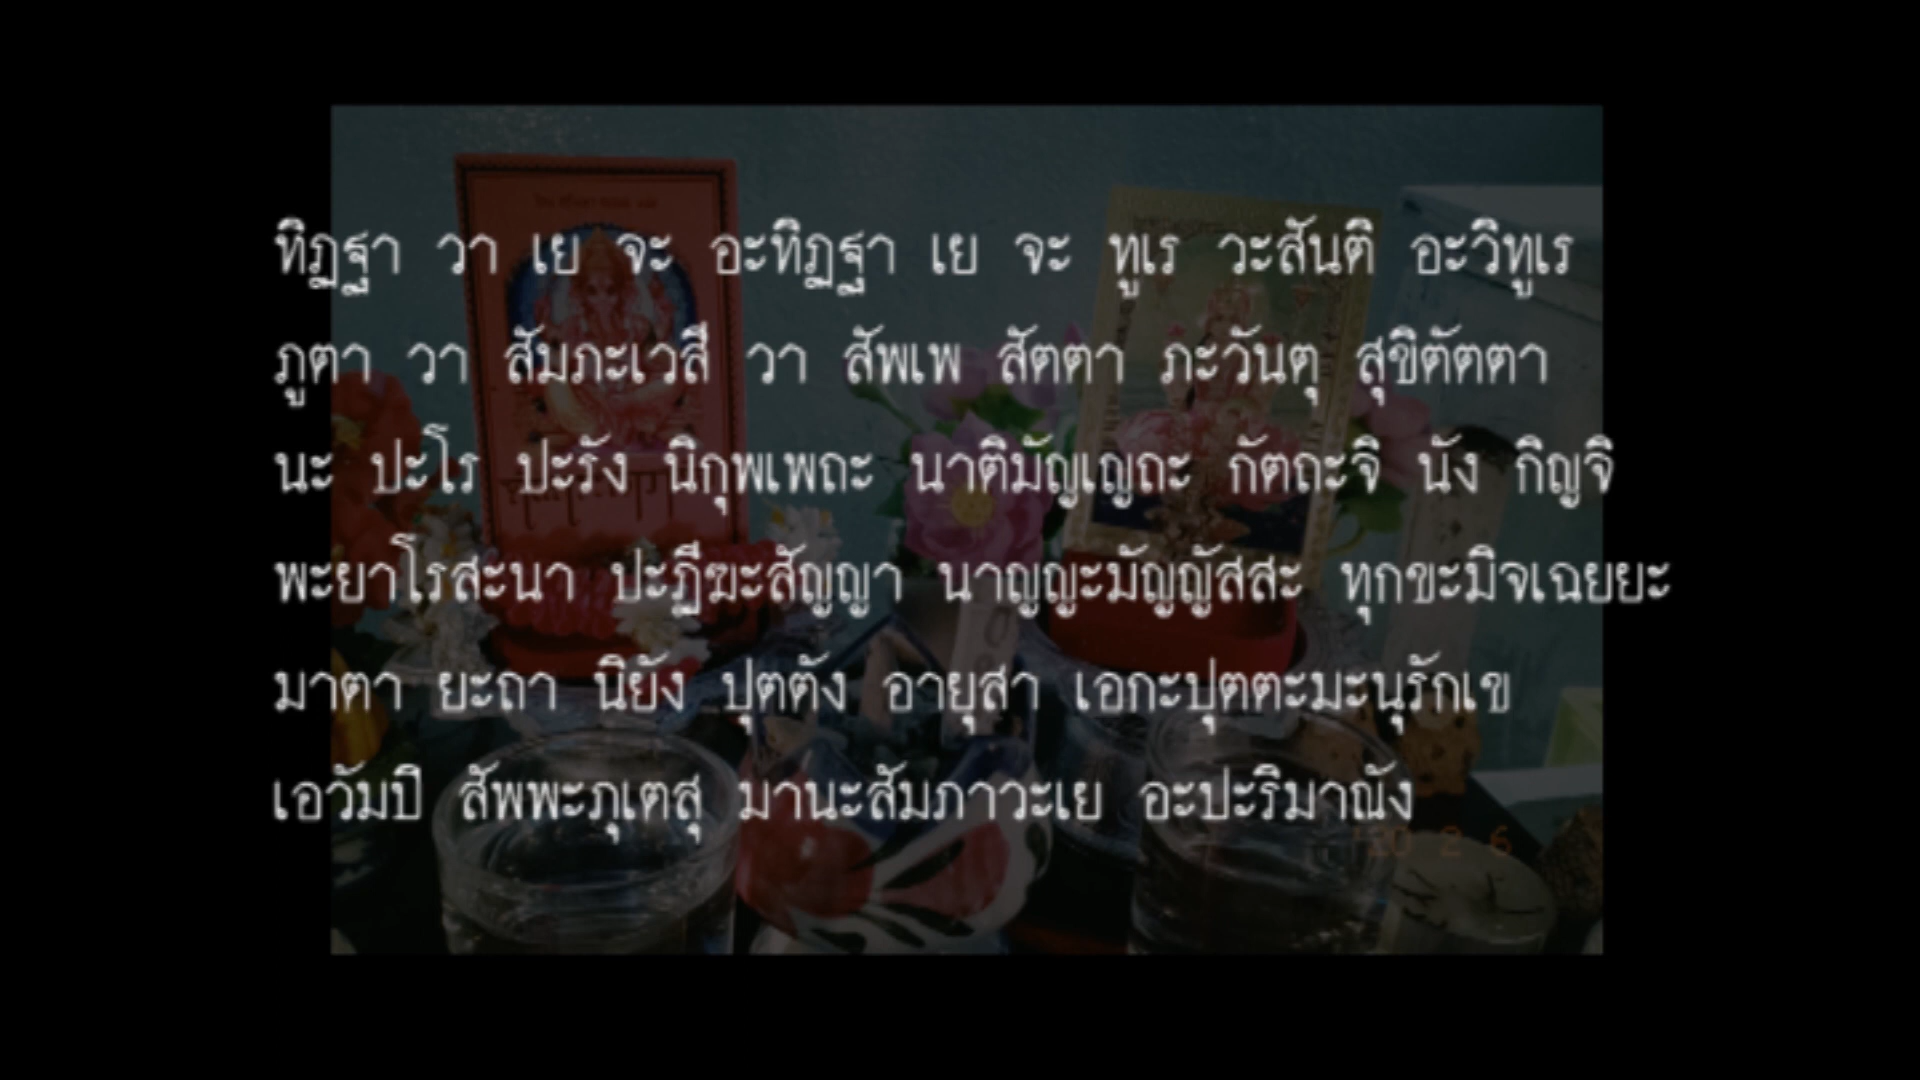 ทิฏฐา วา เย จะ อะทิฏฐา เย จะ ทูเร วะสันติ อะวิทูเร
ภูตา วา สัมภะเวสี วา สัพเพ สัตตา ภะวันตุ สุขิตัตตา
นะ ปะโร ปะรัง นิกุพเพถะ นาติมัญเญถะ กัตถะจิ นัง กิญจิ
พะยาโรสะนา ปะฏีฆะสัญญา นาญญะมัญญัสสะ ทุกขะมิจเฉยยะ
มาตา ยะถา นิยัง ปุตตัง อายุสา เอกะปุตตะมะนุรักเข
เอวัมปิ สัพพะภุเตสุ มานะสัมภาวะเย อะปะริมาณัง